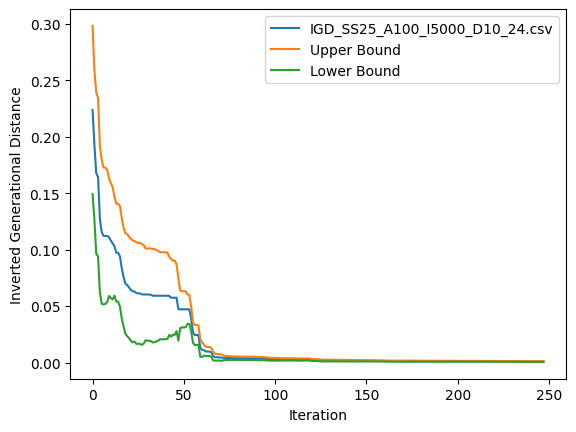 IGD_SS25_A100_I5000_D10_24.csv
Upper Bound
Lower Bound
Inverted Generational Distance
0.30
0.25
0.20
0.15
0.10
0.05
0.00
0 50 100 150 200 250
Iteration